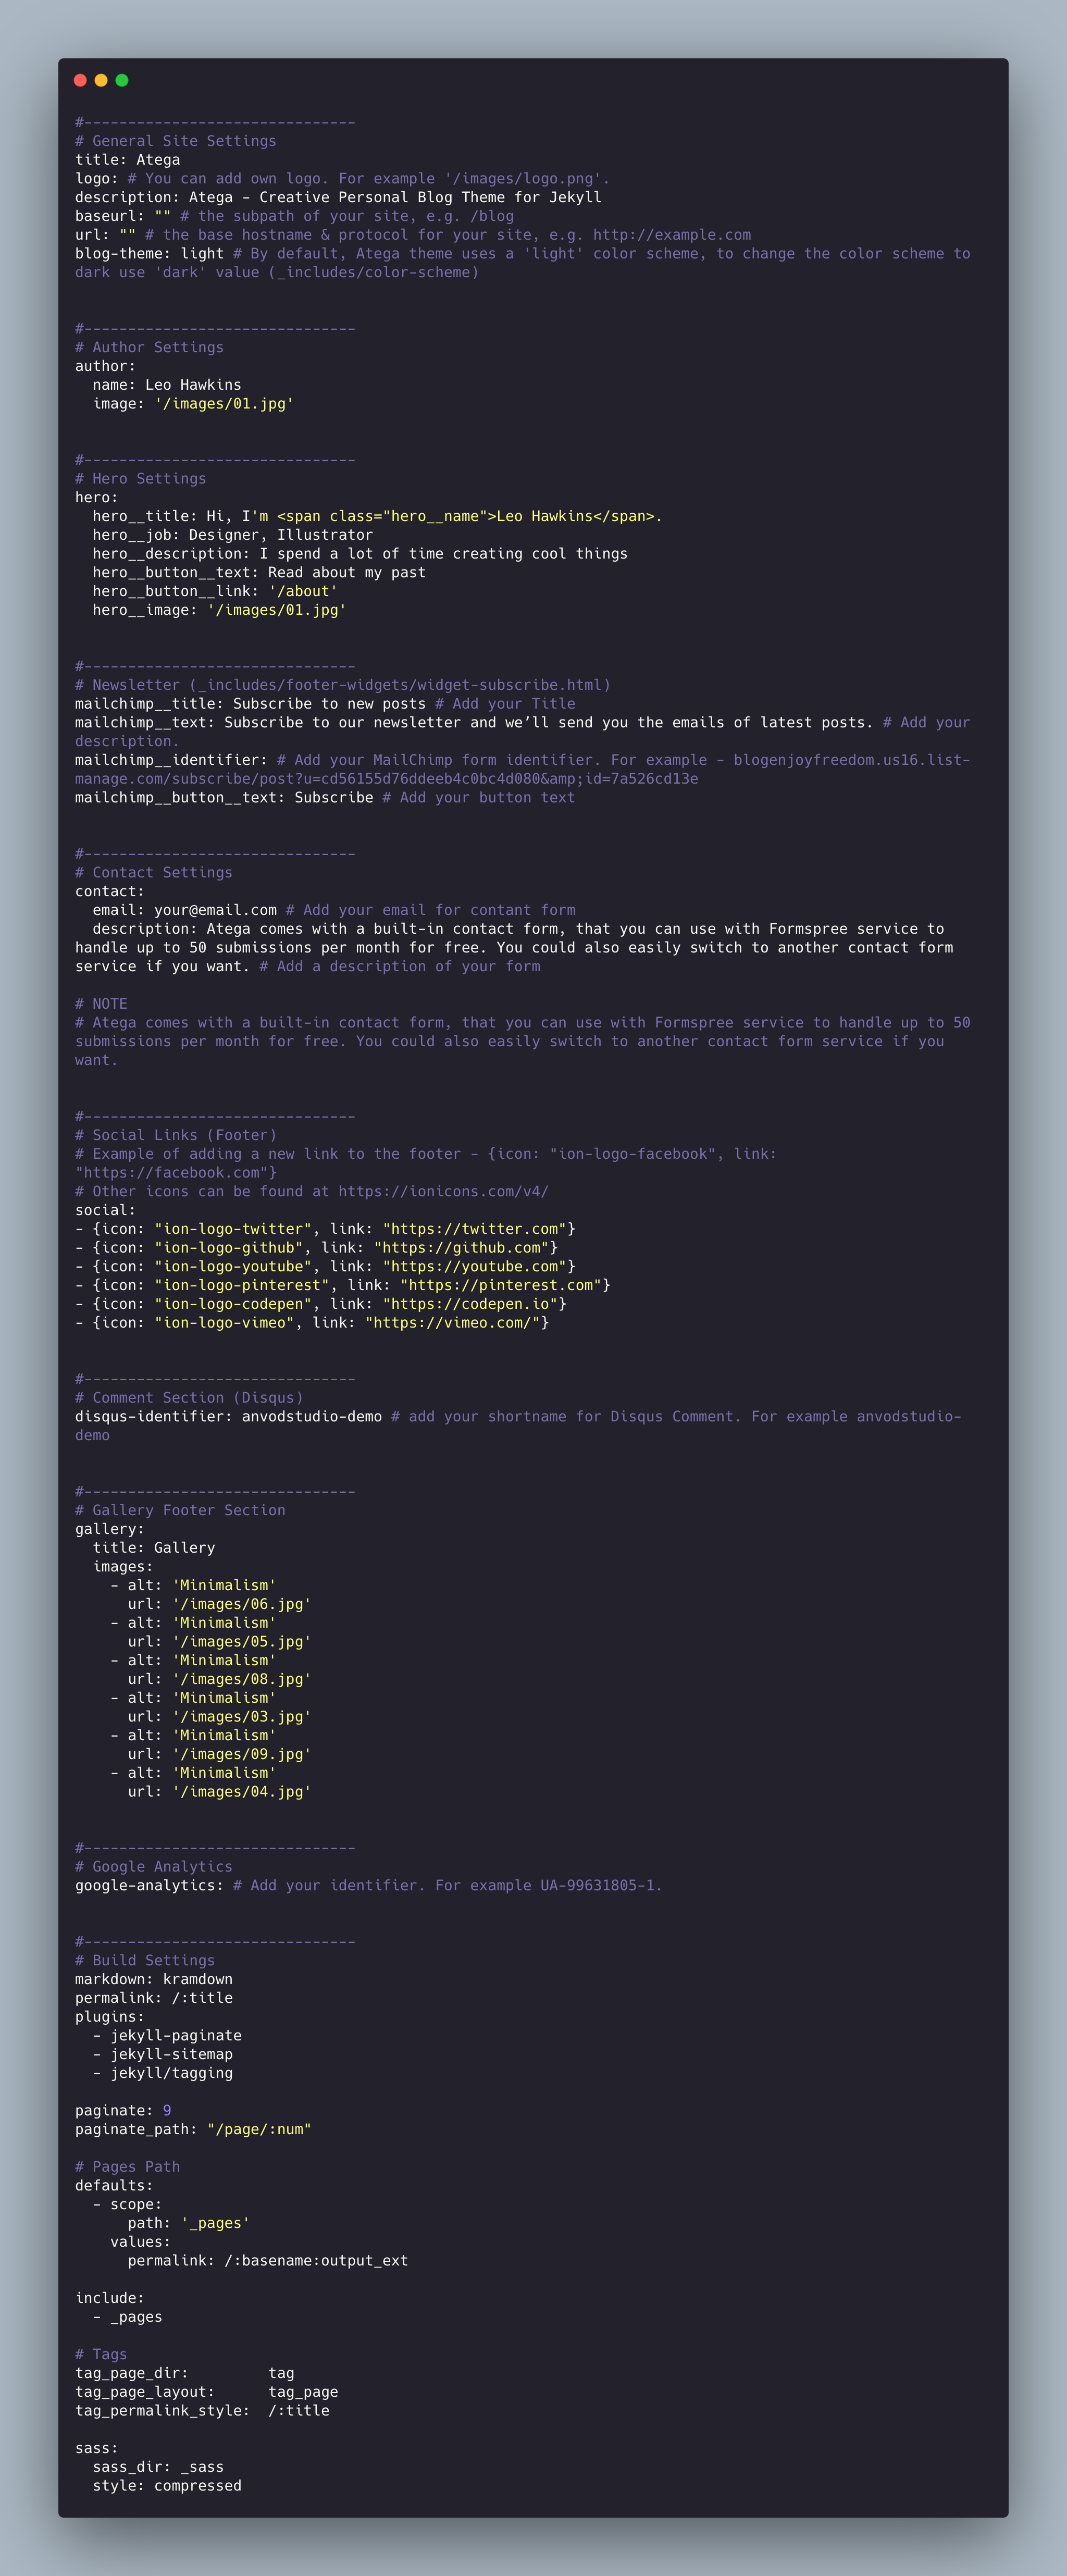 #-------------------------------
# General Site Settings
title: Atega
logo: # You can add own logo. For example '/images/logo.png'.
description: Atega - Creative Personal Blog Theme for Jekyll
baseurl: "" # the subpath of your site, e.g. /blog
url: "" # the base hostname & protocol for your site, e.g. http://example.com
blog-theme: light # By default, Atega theme uses a 'light' color scheme, to change the color scheme to
dark use 'dark' value (_includes/color-scheme)
#-------------------------------
# Author Settings
author:
  name: Leo Hawkins
  image: '/images/01.jpg'
#-------------------------------
# Hero Settings
hero:
  hero__title: Hi, I'm <span class="hero__name">Leo Hawkins</span>.
  hero__job: Designer, Illustrator
  hero__description: I spend a lot of time creating cool things
  hero__button__text: Read about my past
  hero__button__link: '/about'
  hero__image: '/images/01.jpg'
#-------------------------------
# Newsletter (_includes/footer-widgets/widget-subscribe.html)
mailchimp__title: Subscribe to new posts # Add your Title
mailchimp__text: Subscribe to our newsletter and we’ll send you the emails of latest posts. # Add your
description.
mailchimp__identifier: # Add your MailChimp form identifier. For example - blogenjoyfreedom.us16.list-
manage.com/subscribe/post?u=cd56155d76ddeeb4c0bc4d080&amp;id=7a526cd13e
mailchimp__button__text: Subscribe # Add your button text
#-------------------------------
# Contact Settings
contact:
  email: your@email.com # Add your email for contant form
  description: Atega comes with a built-in contact form, that you can use with Formspree service to
handle up to 50 submissions per month for free. You could also easily switch to another contact form
service if you want. # Add a description of your form
# NOTE
# Atega comes with a built-in contact form, that you can use with Formspree service to handle up to 50
submissions per month for free. You could also easily switch to another contact form service if you
want.
#-------------------------------
# Social Links (Footer)
# Example of adding a new link to the footer - {icon: "ion-logo-facebook", link:
"https://facebook.com"}
# Other icons can be found at https://ionicons.com/v4/
social:
- {icon: "ion-logo-twitter", link: "https://twitter.com"}
- {icon: "ion-logo-github", link: "https://github.com"}
- {icon: "ion-logo-youtube", link: "https://youtube.com"}
- {icon: "ion-logo-pinterest", link: "https://pinterest.com"}
- {icon: "ion-logo-codepen", link: "https://codepen.io"}
- {icon: "ion-logo-vimeo", link: "https://vimeo.com/"}
#-------------------------------
# Comment Section (Disqus)
disqus-identifier: anvodstudio-demo # add your shortname for Disqus Comment. For example anvodstudio-
demo
#-------------------------------
# Gallery Footer Section
gallery:
  title: Gallery
  images:
    - alt: 'Minimalism'
      url: '/images/06.jpg'
    - alt: 'Minimalism'
      url: '/images/05.jpg'
    - alt: 'Minimalism'
      url: '/images/08.jpg'
    - alt: 'Minimalism'
      url: '/images/03.jpg'
    - alt: 'Minimalism'
      url: '/images/09.jpg'
    - alt: 'Minimalism'
      url: '/images/04.jpg'
#-------------------------------
# Google Analytics
google-analytics: # Add your identifier. For example UA-99631805-1.
#-------------------------------
# Build Settings
markdown: kramdown
permalink: /:title
plugins:
  - jekyll-paginate
  - jekyll-sitemap
  - jekyll/tagging
paginate: 9
paginate_path: "/page/:num"
# Pages Path
defaults:
  - scope:
      path: '_pages'
    values:
      permalink: /:basename:output_ext
include:
  - _pages
# Tags
tag_page_dir:         tag
tag_page_layout:      tag_page
tag_permalink_style:  /:title
sass:
  sass_dir: _sass
  style: compressed